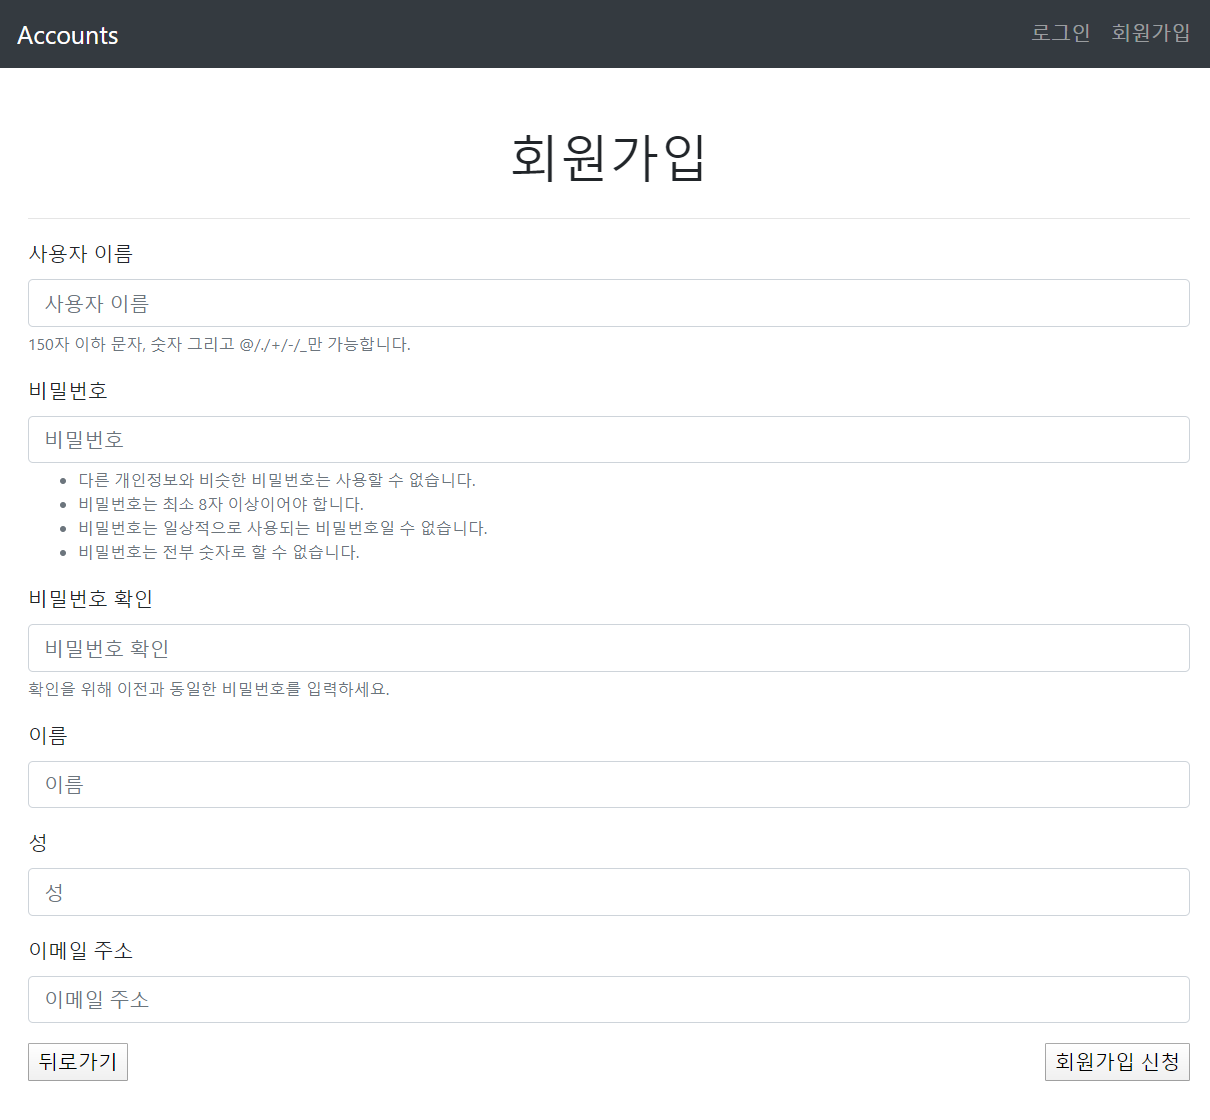 Accounts
로그인 회원가입
회원가입
사용자 이름
사용자 이름
150자 이하 문자, 숫자 그리고 @/./+/-/_만 가능합니다.
비밀번호
비밀번호
• 다른 개인정보와 비슷한 비밀번호는 사용할 수 없습니다.
• 비밀번호는 최소 8자 이상이어야 합니다.
• 비밀번호는 일상적으로 사용되는 비밀번호일 수 없습니다.
• 비밀번호는 전부 숫자로 할 수 없습니다.
비밀번호 확인
비밀번호 확인
확인을 위해 이전과 동일한 비밀번호를 입력하세요.
이름
이름
성
성
이메일 주소
이메일 주소
뒤로가기
회원가입 신청